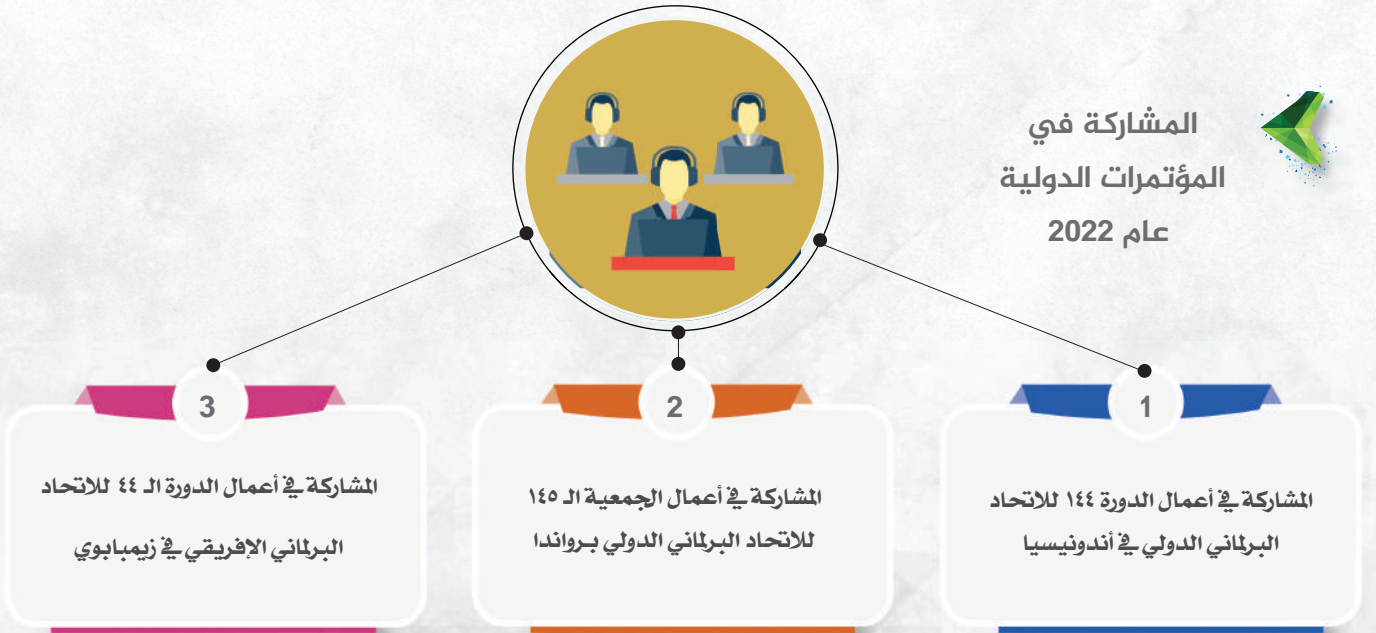 المشاركة في
المؤتمرات الدولية
عام 2022
1
المشاركة في أعمال الدورة ١٤٤ للاتحاد
البرلماني الدولي في أندونيسيا
2
المشاركة في أعمال الجمعية الـ ١٤٥
للاتحاد البرلماني الدولي برواندا
3
المشاركة في أعمال الدورة الـ ٤٤ للاتحاد
البرلماني الإفريقي في زيمبابوي